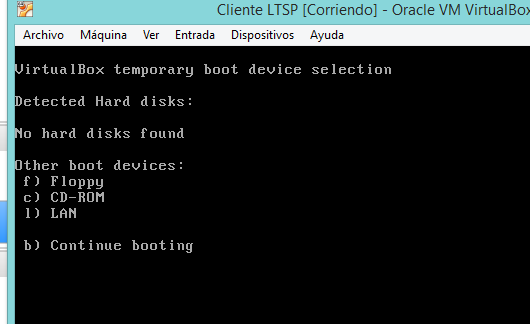 Cliente LTSP [Corriendo] - Oracle VM VirtualBox
Archivo Máquina Ver Entrada Dispositivos Ayuda
VirtualBox temporary boot device selection
Detected Hard disks:
No hard disks found
Other boot devices:
f) Floppy
c) CD-ROM
l) LAN
b) Continue booting